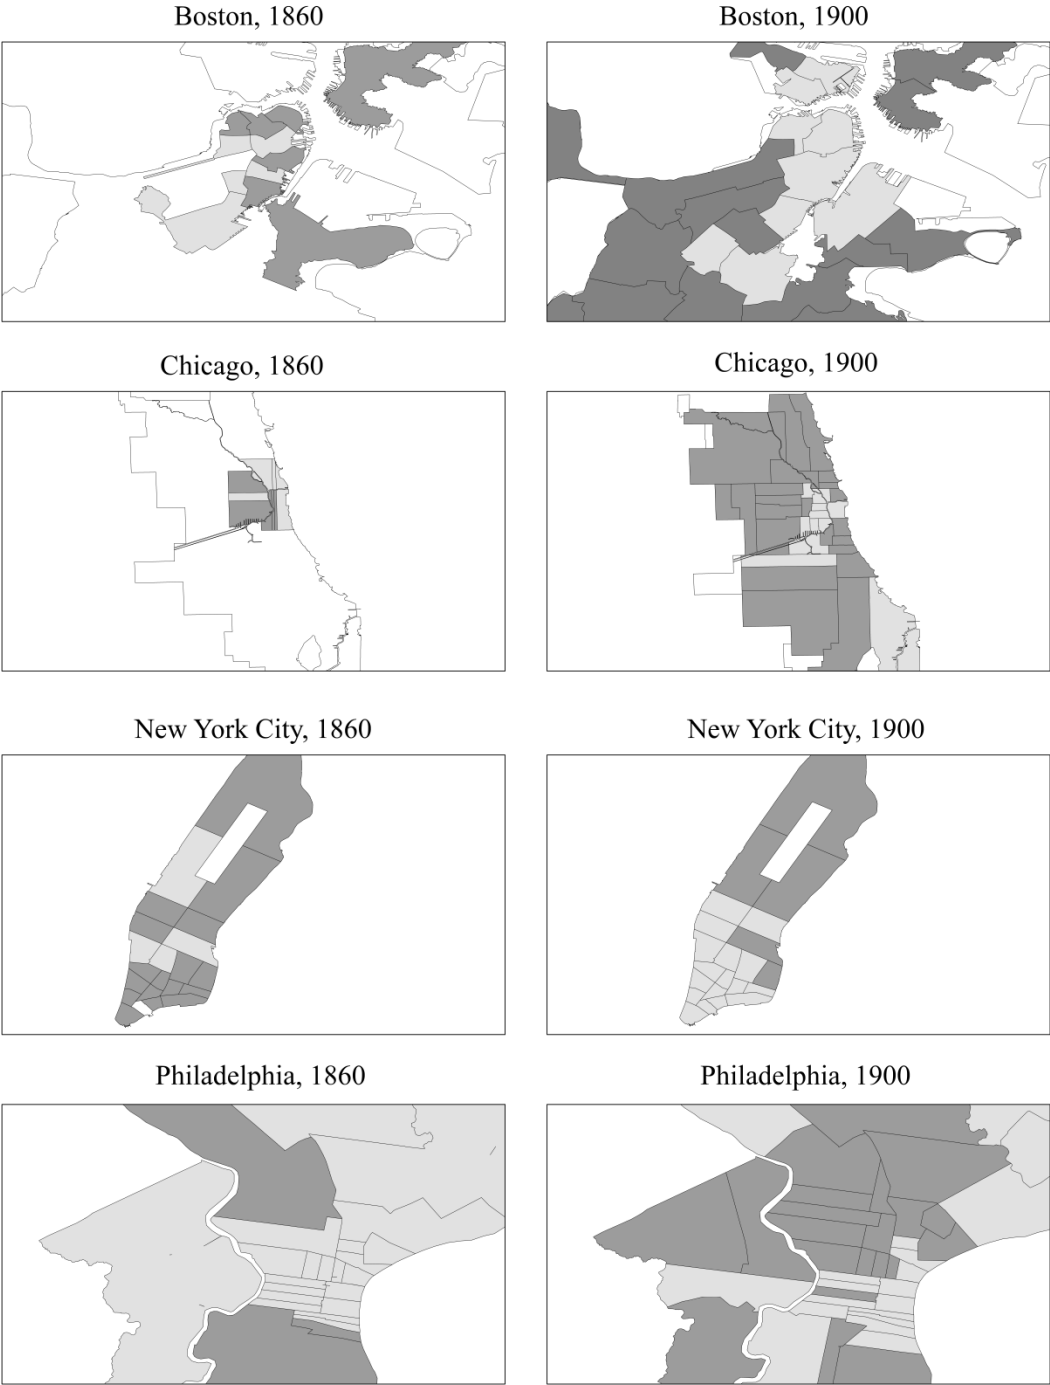 Boston, 1860
Boston, 1900
Chicago, 1860
Chicago, 1900
New York City, 1860
New York City, 1900
Philadelphia, 1860
Philadelphia, 1900